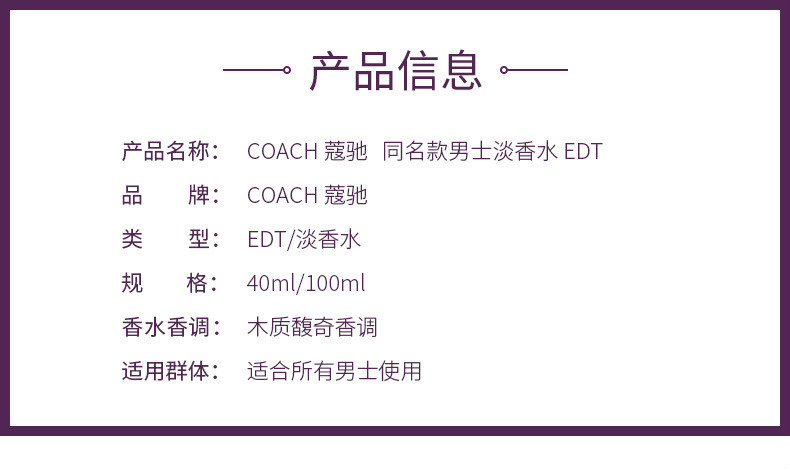 产品信息
产品名称： COACH 蔻驰 同名款男士淡香水 EDT
品 牌： COACH 蔻驰
类 型： EDT/淡香水
规 格： 40ml/100ml
香水香调： 木质馥奇香调
适用群体： 适合所有男士使用